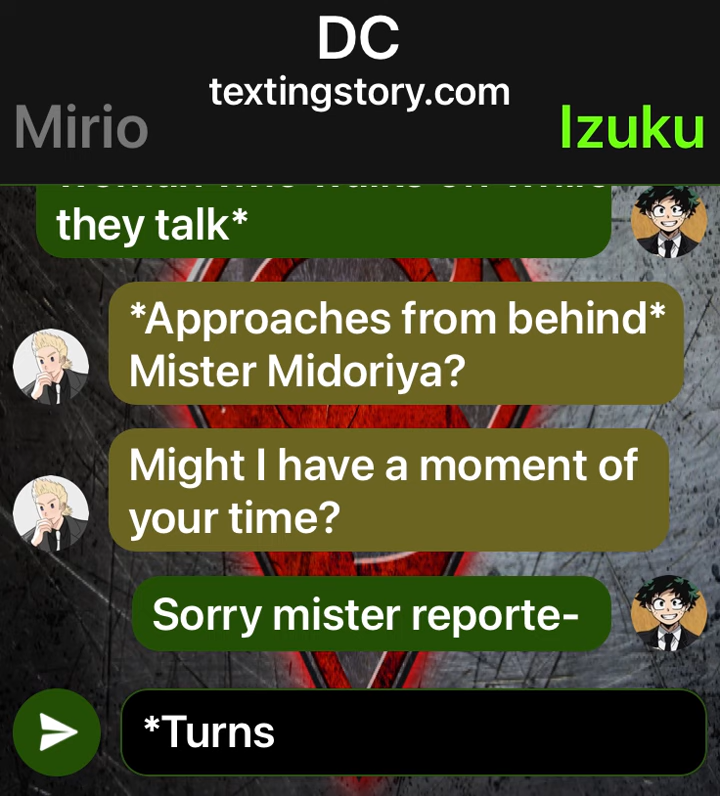 DC
textingstory.com
Mirio
Izuku
they talk*
*Approaches from behind*
Mister Midoriya?
Might I have a moment of
your time?
Sorry mister reporte-
*Turns